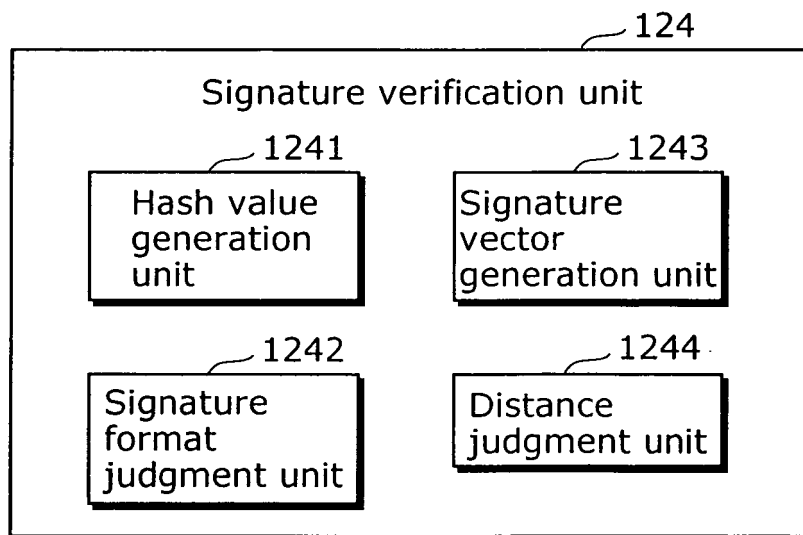 124
Signature verification unit
1241
Hash value
generation
unit
1243
Signature
vector
generation unit
1242
Signature
format
judgment unit
1244
Distance
judgment unit